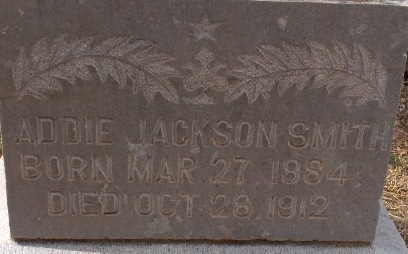 ADDIE JACKSON SMITH
BORN MAR. 27, 1884.
DIED OCT. 28, 1912